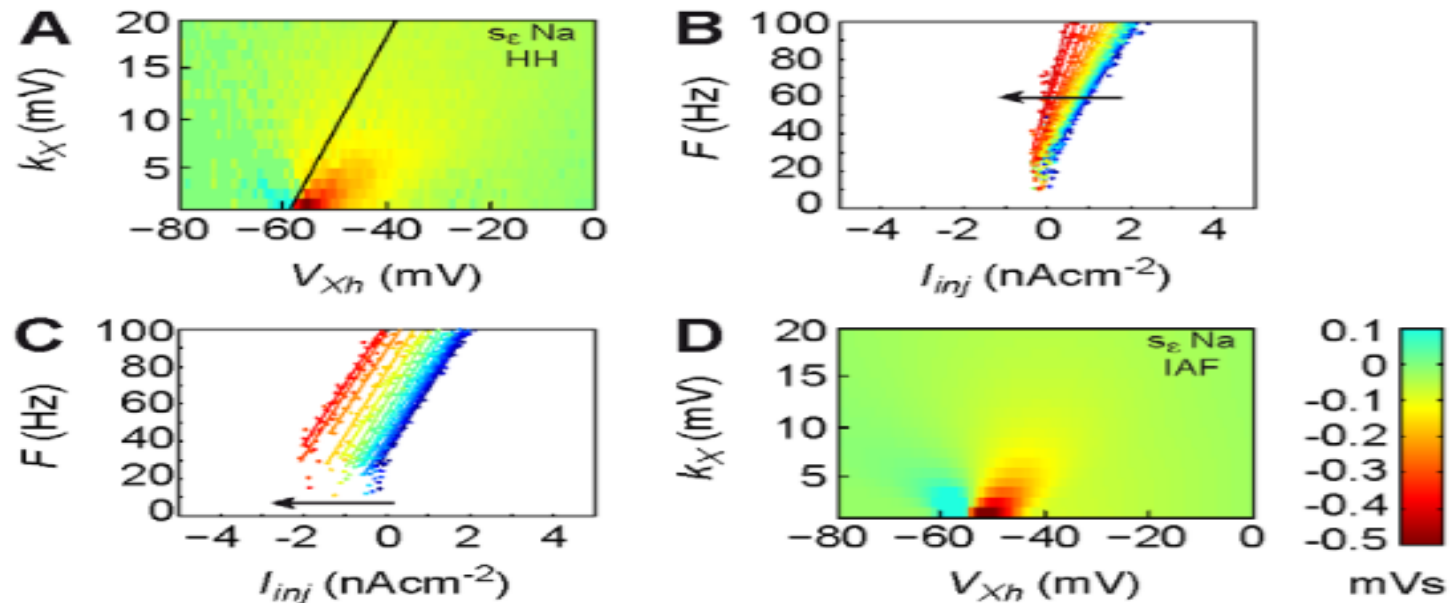 A
k_X (mV)
20
15
10
5
s_ε Na
HH
−80 −60 −40 −20 0
V_Xh (mV)
B
F (Hz)
100
80
60
40
20
0
−4 −2 0 2 4
I_inj (nAcm⁻²)
C
F (Hz)
100
80
60
40
20
0
−4 −2 0 2 4
I_inj (nAcm⁻²)
D
k_X (mV)
20
15
10
5
s_ε Na
IAF
−80 −60 −40 −20 0
V_Xh (mV)
0.1
0
-0.1
-0.2
-0.3
-0.4
-0.5
mVs